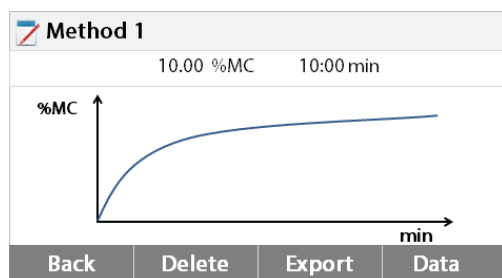 Method 1
10.00 %MC 10:00 min
%MC
min
Back Delete Export Data